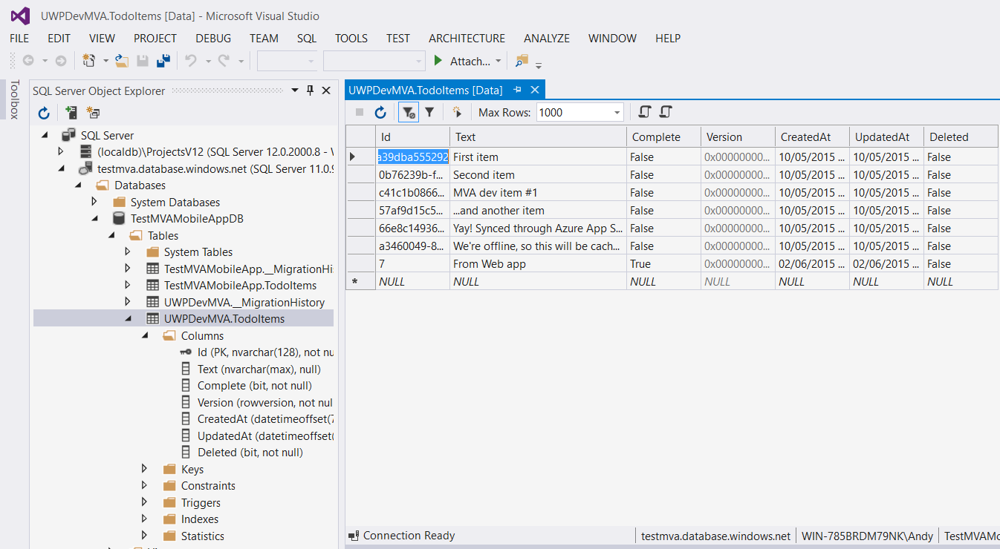 UWPDevMVA.TodoItems [Data] - Microsoft Visual Studio
FILE EDIT VIEW PROJECT DEBUG TEAM SQL TOOLS TEST ARCHITECTURE ANALYZE WINDOW HELP
Attach...
Toolbox
SQL Server Object Explorer
SQL Server
(localdb)\ProjectsV12 (SQL Server 12.0.2000.8 -
testmva.database.windows.net (SQL Server 11.0.9
Databases
System Databases
TestMVAMobileAppDB
Tables
System Tables
TestMVAMobileApp.__MigrationHi
TestMVAMobileApp.TodoItems
UWPDevMVA.__MigrationHistory
UWPDevMVA.TodoItems
Columns
Id (PK, nvarchar(128), not nu
Text (nvarchar(max), null)
Complete (bit, not null)
Version (rowversion, not nul
CreatedAt (datetimeoffset(7
UpdatedAt (datetimeoffset(
Deleted (bit, not null)
Keys
Constraints
Triggers
Indexes
Statistics
UWPDevMVA.TodoItems [Data]
Max Rows: 1000
Id Text Complete Version CreatedAt UpdatedAt Deleted
a39dba555292 First item False 0x00000000... 10/05/2015 ... 10/05/2015 ... False
0b76239b-f... Second item False 0x00000000... 10/05/2015 ... 10/05/2015 ... False
c41c1b0866... MVA dev item #1 False 0x00000000... 10/05/2015 ... 10/05/2015 ... False
57af9d15c5... ...and another item False 0x00000000... 10/05/2015 ... 10/05/2015 ... False
66e8c14936... Yay! Synced through Azure App S... False 0x00000000... 10/05/2015 ... 10/05/2015 ... False
a3460049-8... We're offline, so this will be cach... False 0x00000000... 10/05/2015 ... 10/05/2015 ... False
7 From Web app True 0x00000000... 02/06/2015 ... 02/06/2015 ... False
* NULL NULL NULL NULL NULL NULL NULL
Connection Ready
testmva.database.windows.net WIN-785BRDM79NK\Andy TestMVAMo